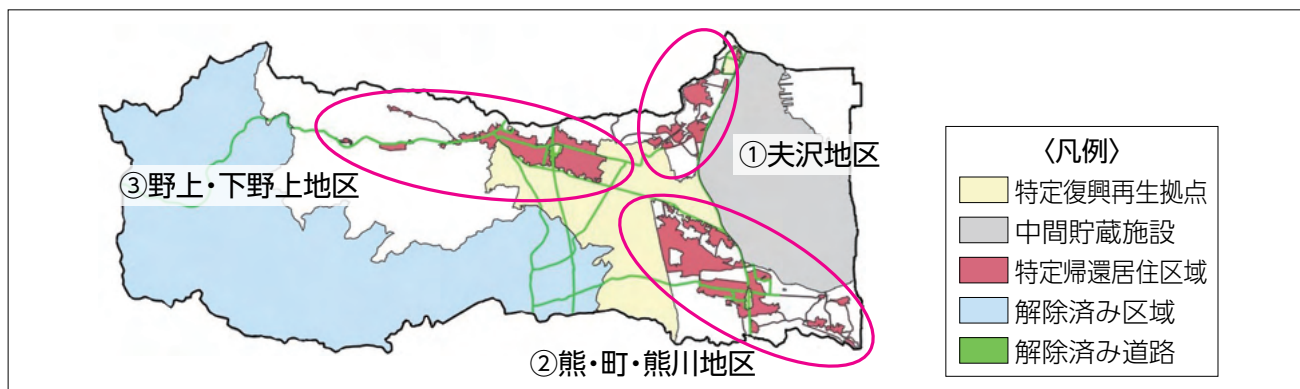 ①夫沢地区
③野上・下野上地区
②熊・町・熊川地区
〈凡例〉
特定復興再生拠点
中間貯蔵施設
特定帰還居住区域
解除済み区域
解除済み道路